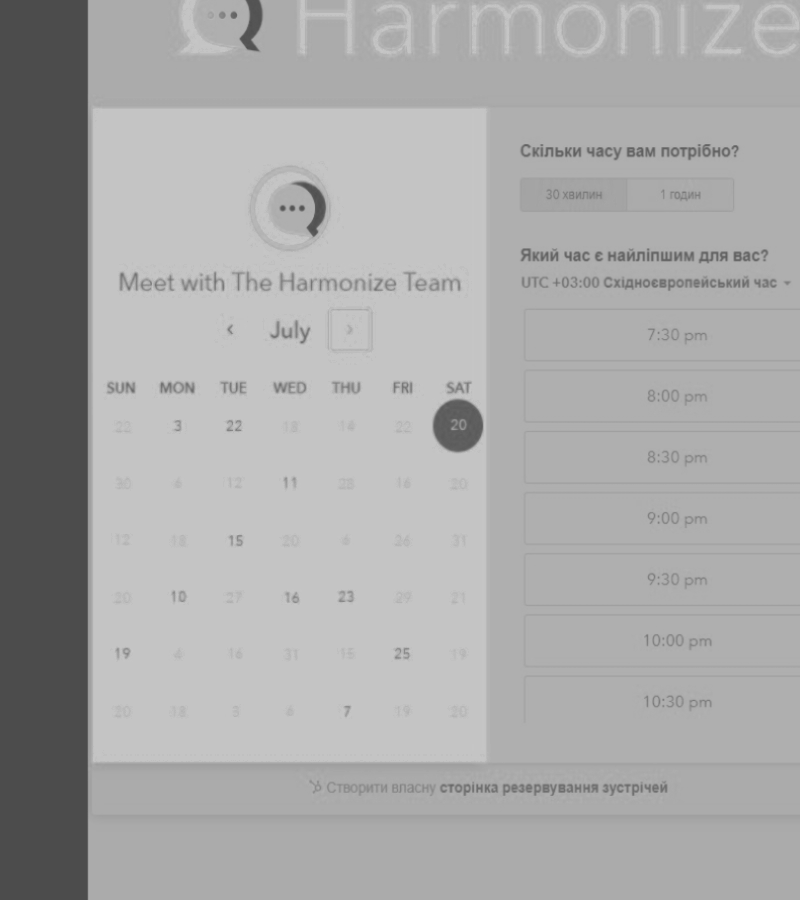 Harmonize
Meet with The Harmonize Team
‹ July ›
SUN MON TUE WED THU FRI SAT
22 3 22 18 14 22 20
30 6 12 11 28 16 20
12 18 15 20 6 26 31
20 10 27 16 23 29 21
19 4 16 31 15 25 19
20 18 5 6 7 19 20
Скільки часу вам потрібно?
30 хвилин 1 годин
Який час є найліпшим для вас?
UTC +03:00 Східноєвропейський час
7:30 pm
8:00 pm
8:30 pm
9:00 pm
9:30 pm
10:00 pm
10:30 pm
Створити власну сторінка резервування зустрічей